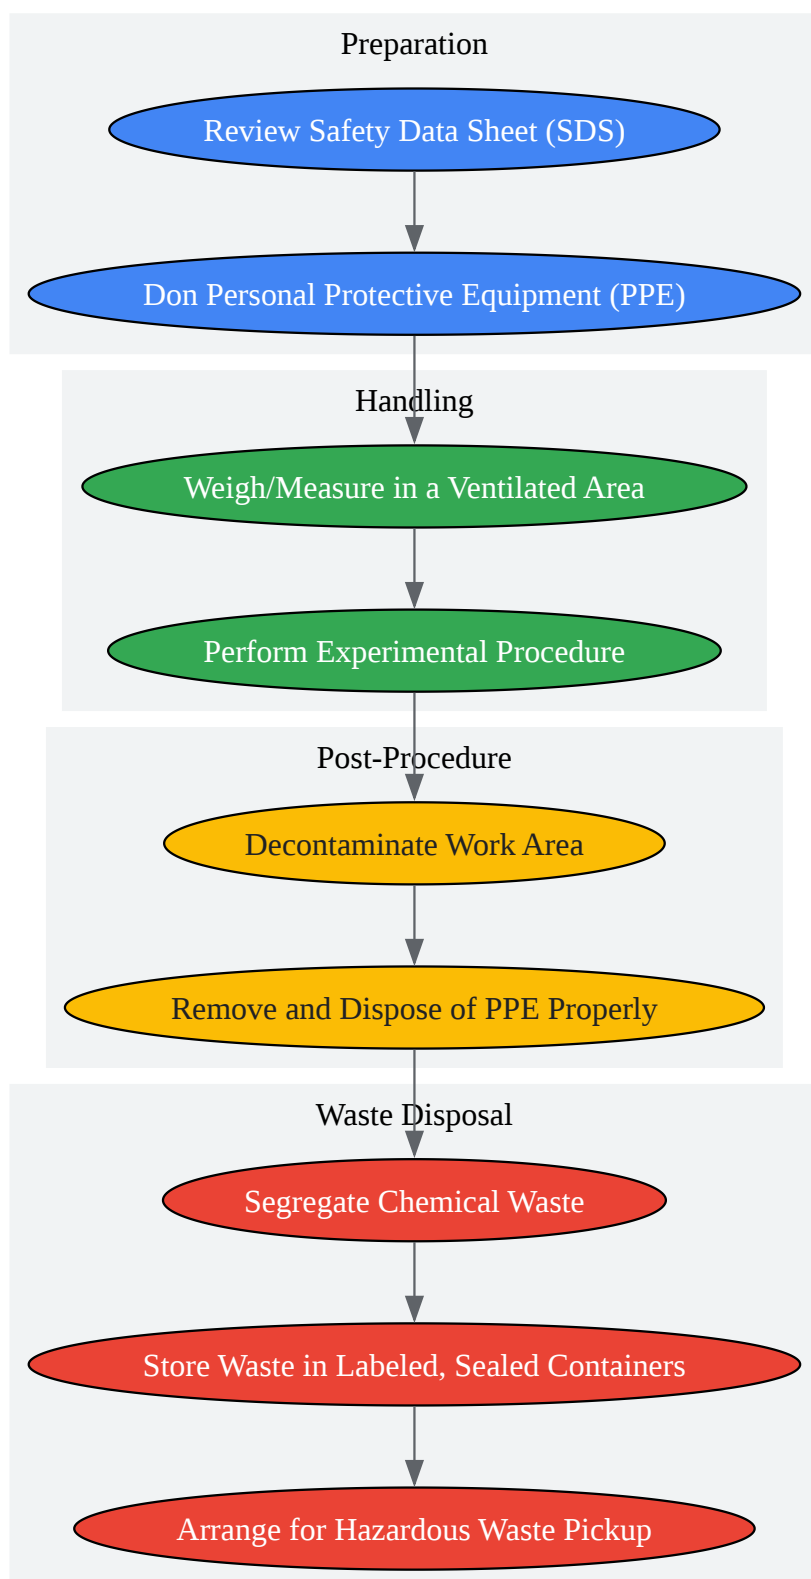 Preparation
Review Safety Data Sheet (SDS)
Don Personal Protective Equipment (PPE)
Handling
Weigh/Measure in a Ventilated Area
Perform Experimental Procedure
Post-Procedure
Decontaminate Work Area
Remove and Dispose of PPE Properly
Waste Disposal
Segregate Chemical Waste
Store Waste in Labeled, Sealed Containers
Arrange for Hazardous Waste Pickup